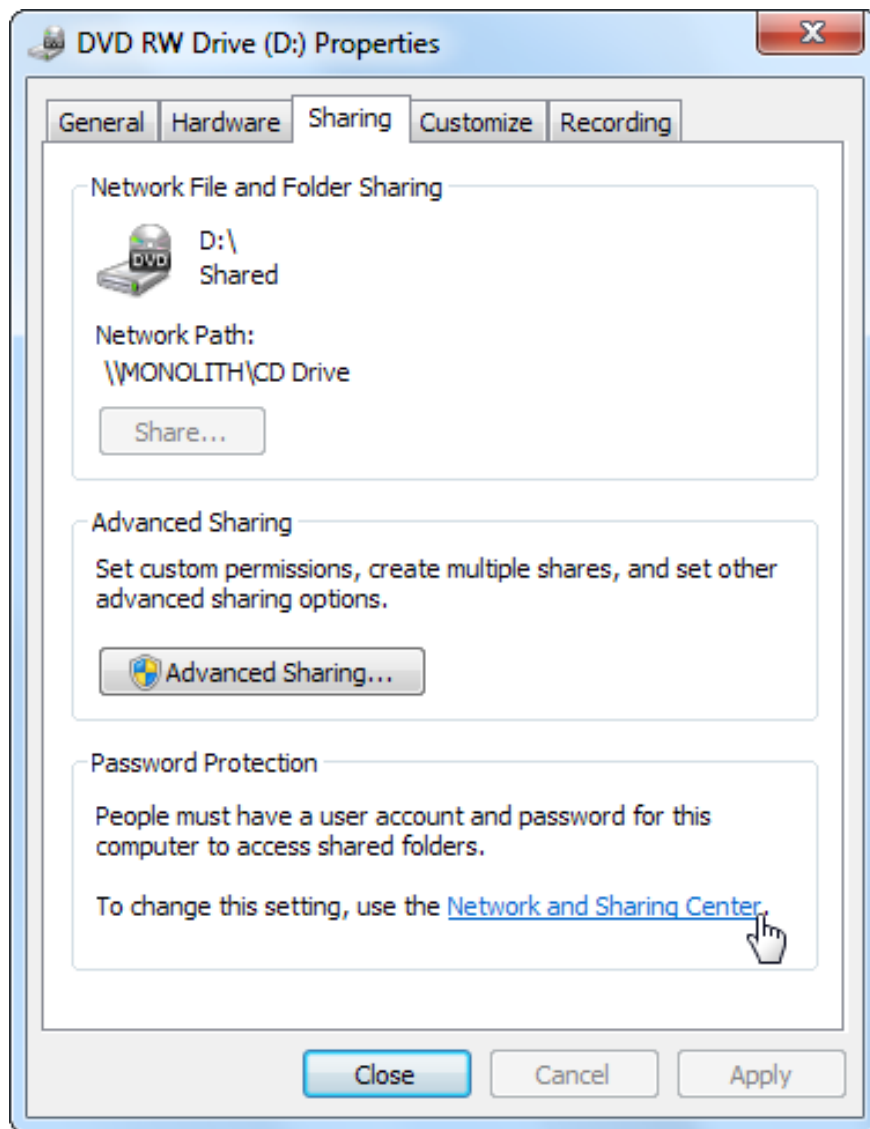 DVD RW Drive (D:) Properties
General Hardware Sharing Customize Recording
Network File and Folder Sharing
DVD
D:\
Shared
Network Path:
\\MONOLITH\CD Drive
Share...
Advanced Sharing
Set custom permissions, create multiple shares, and set other
advanced sharing options.
Advanced Sharing...
Password Protection
People must have a user account and password for this
computer to access shared folders.
To change this setting, use the Network and Sharing Center.
Close Cancel Apply